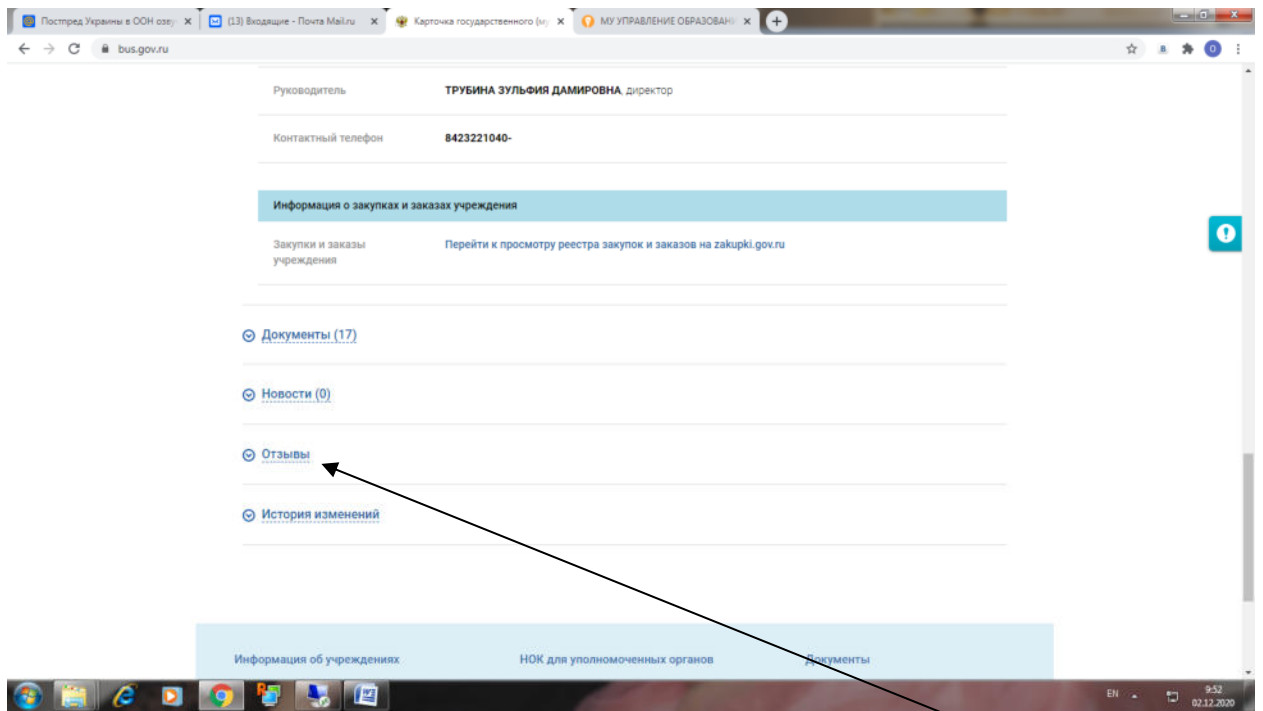 Постпред Украины в ООН озву
(13) Входящие - Почта Mail.ru
Карточка государственного (му
МУ УПРАВЛЕНИЕ ОБРАЗОВАНИ
bus.gov.ru
Руководитель ТРУБИНА ЗУЛЬФИЯ ДАМИРОВНА, директор
Контактный телефон 8423221040-
Информация о закупках и заказах учреждения
Закупки и заказы учреждения Перейти к просмотру реестра закупок и заказов на zakupki.gov.ru
Документы (17)
Новости (0)
Отзывы
История изменений
Информация об учреждениях НОК для уполномоченных органов Документы
EN 9:52
02.12.2020